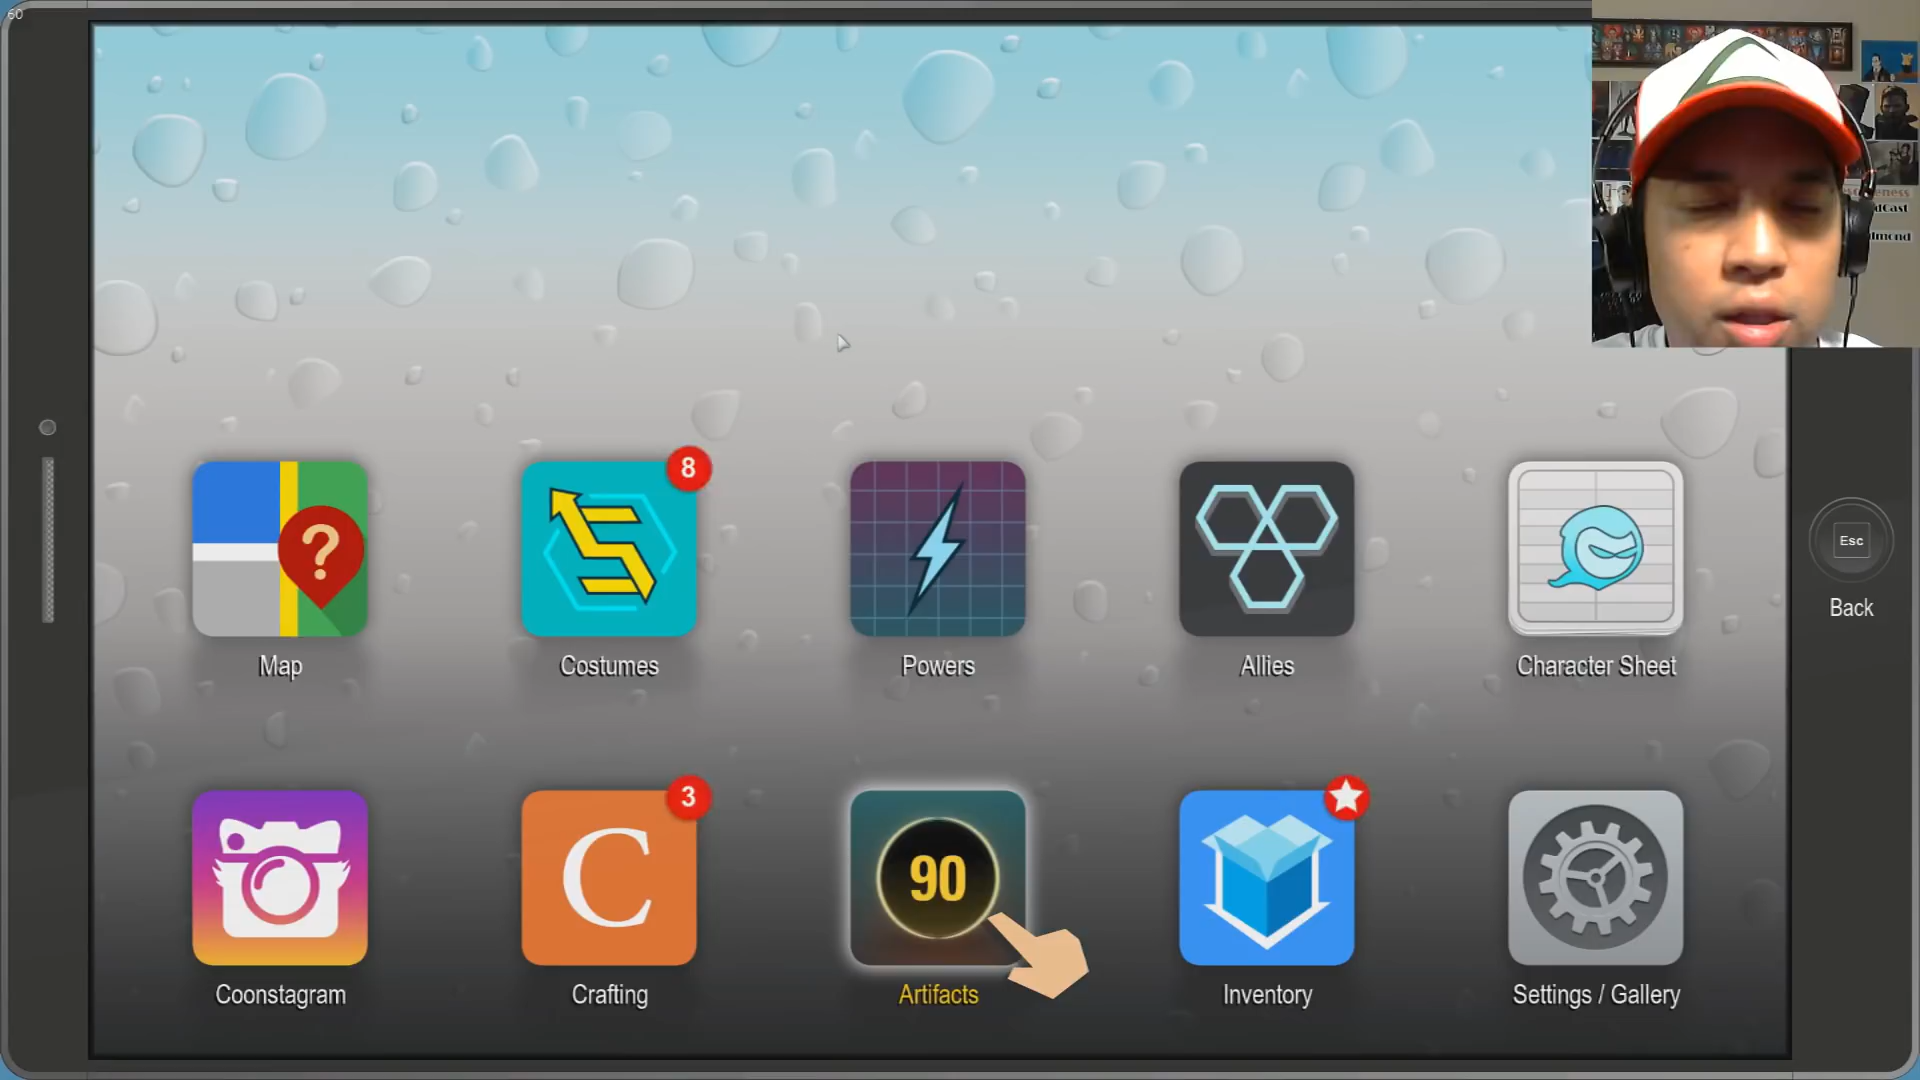 60
8
Map
Costumes
Powers
Allies
Character Sheet
Esc
Back
3
C
90
Coonstagram
Crafting
Artifacts
Inventory
Settings / Gallery